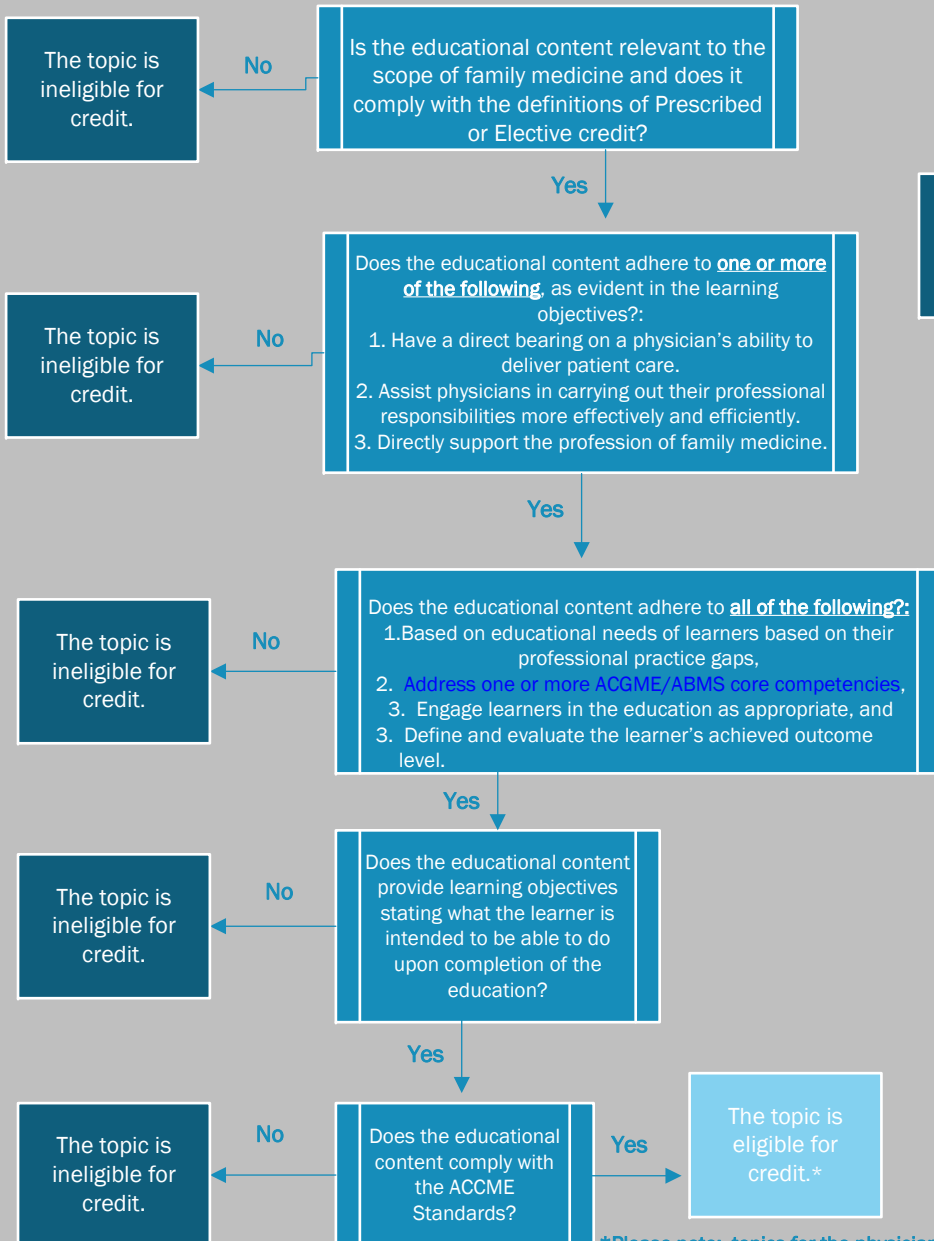 The topic is
ineligible for
credit.
No
Is the educational content relevant to the
scope of family medicine and does it
comply with the definitions of Prescribed
or Elective credit?
Yes
The topic is
ineligible for
credit.
No
Does the educational content adhere to one or more
of the following, as evident in the learning
objectives?:
1. Have a direct bearing on a physician’s ability to
deliver patient care.
2. Assist physicians in carrying out their professional
responsibilities more effectively and efficiently.
3. Directly support the profession of family medicine.
Yes
The topic is
ineligible for
credit.
No
Does the educational content adhere to all of the following?:
1.Based on educational needs of learners based on their
professional practice gaps,
2. Address one or more ACGME/ABMS core competencies,
3. Engage learners in the education as appropriate, and
3. Define and evaluate the learner’s achieved outcome
level.
Yes
The topic is
ineligible for
credit.
No
Does the educational content
provide learning objectives
stating what the learner is
intended to be able to do
upon completion of the
education?
Yes
The topic is
ineligible for
credit.
No
Does the educational
content comply with
the ACCME
Standards?
Yes
The topic is
eligible for
credit.*
*Please note: topics for the physician